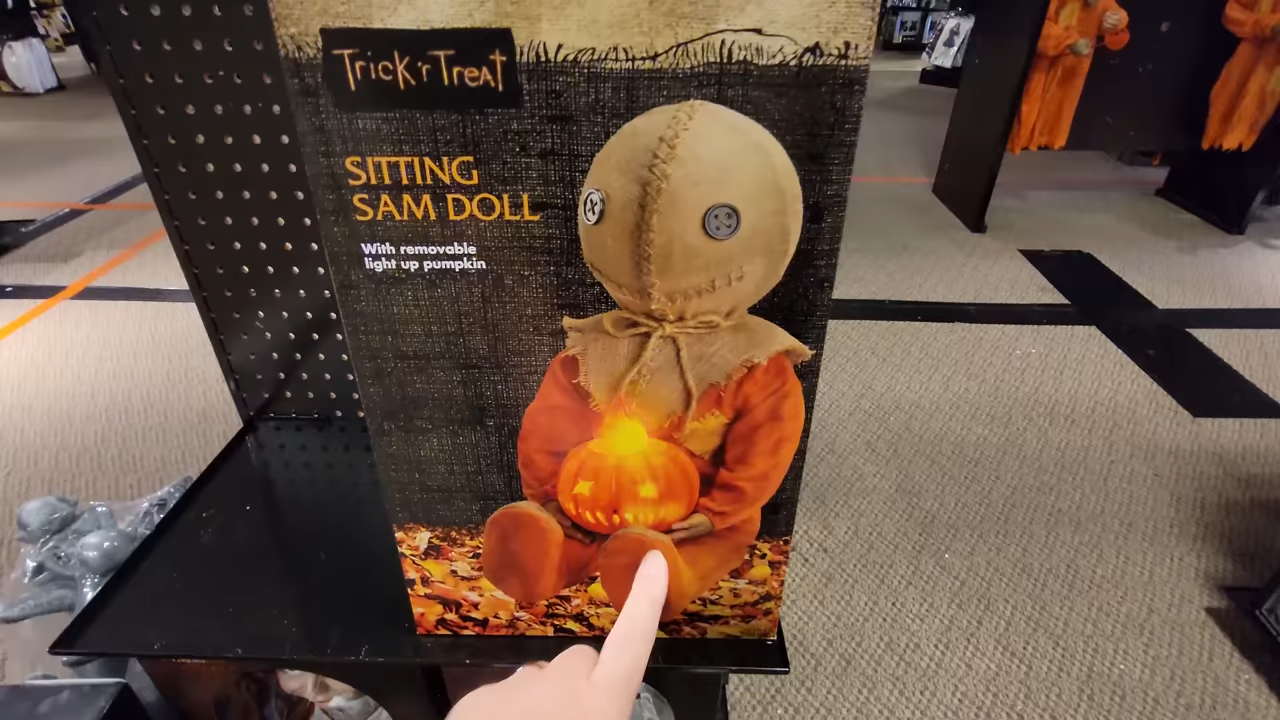 Trick 'r Treat
SITTING
SAM DOLL
With removable
light up pumpkin